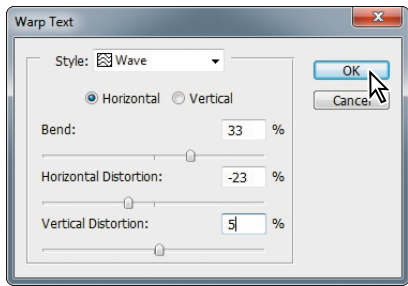 Warp Text
Style: Wave
OK
Horizontal Vertical
Cancel
Bend: 33 %
Horizontal Distortion: -23 %
Vertical Distortion: 5 %